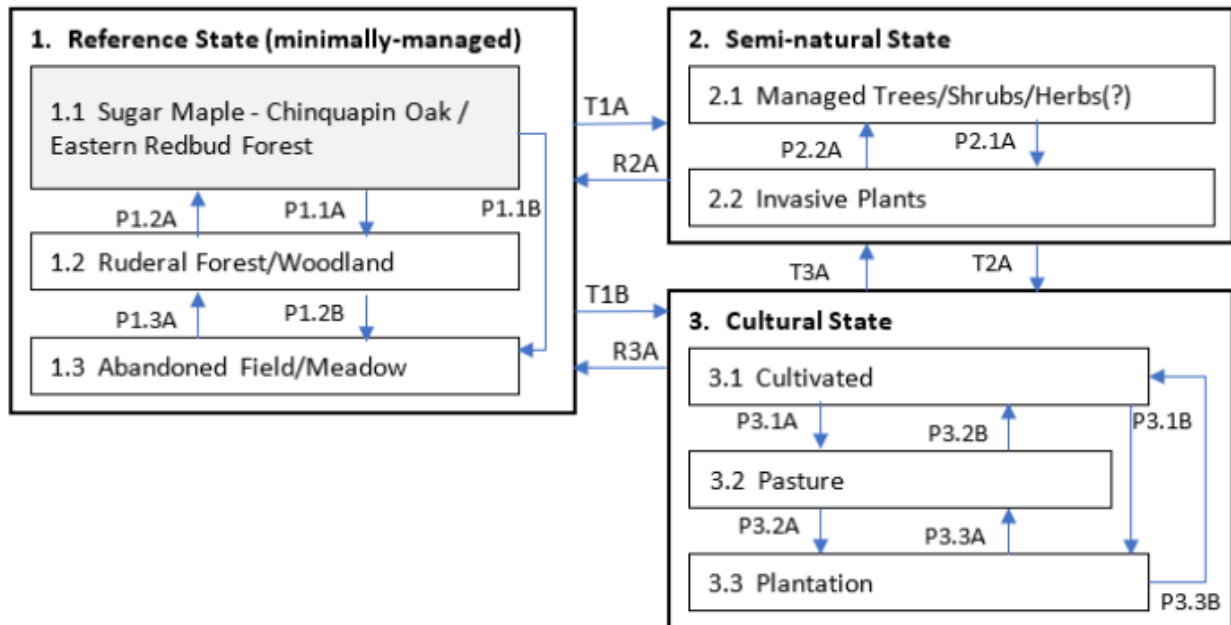 1. Reference State (minimally-managed)
1.1 Sugar Maple - Chinquapin Oak /
Eastern Redbud Forest
P1.2A
P1.1A
P1.1B
1.2 Ruderal Forest/Woodland
P1.3A
P1.2B
1.3 Abandoned Field/Meadow
T1A
R2A
T1B
R3A
2. Semi-natural State
2.1 Managed Trees/Shrubs/Herbs(?)
P2.2A
P2.1A
2.2 Invasive Plants
T3A
T2A
3. Cultural State
3.1 Cultivated
P3.1A
P3.2B
P3.1B
3.2 Pasture
P3.2A
P3.3A
3.3 Plantation
P3.3B